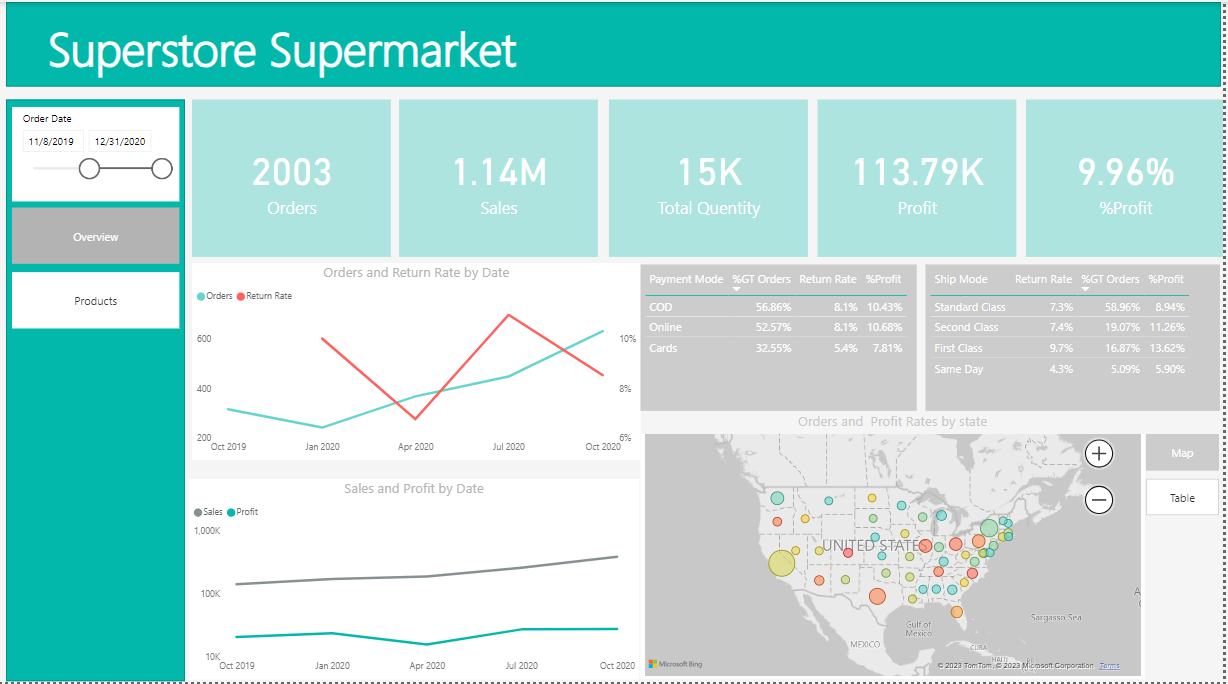 Superstore Supermarket
Order Date
11/8/2019 12/31/2020
Overview
Products
2003
Orders
1.14M
Sales
15K
Total Quentity
113.79K
Profit
9.96%
%Profit
Orders and Return Rate by Date
Orders Return Rate
600
400
200
10%
8%
6%
Oct 2019 Jan 2020 Apr 2020 Jul 2020 Oct 2020
Payment Mode %GT Orders Return Rate %Profit
COD 56.86% 8.1% 10.43%
Online 52.57% 8.1% 10.68%
Cards 32.55% 5.4% 7.81%
Ship Mode Return Rate %GT Orders %Profit
Standard Class 7.3% 58.96% 8.94%
Second Class 7.4% 19.07% 11.26%
First Class 9.7% 16.87% 13.62%
Same Day 4.3% 5.09% 5.90%
Sales and Profit by Date
Sales Profit
1,000K
100K
10K
Oct 2019 Jan 2020 Apr 2020 Jul 2020 Oct 2020
Orders and Profit Rates by state
UNITED STATES
Gulf of
Mexico
MEXICO
CUBA
HAITI
Sargasso Sea
Microsoft Bing
© 2023 TomTom, © 2023 Microsoft Corporation Terms
Map
Table